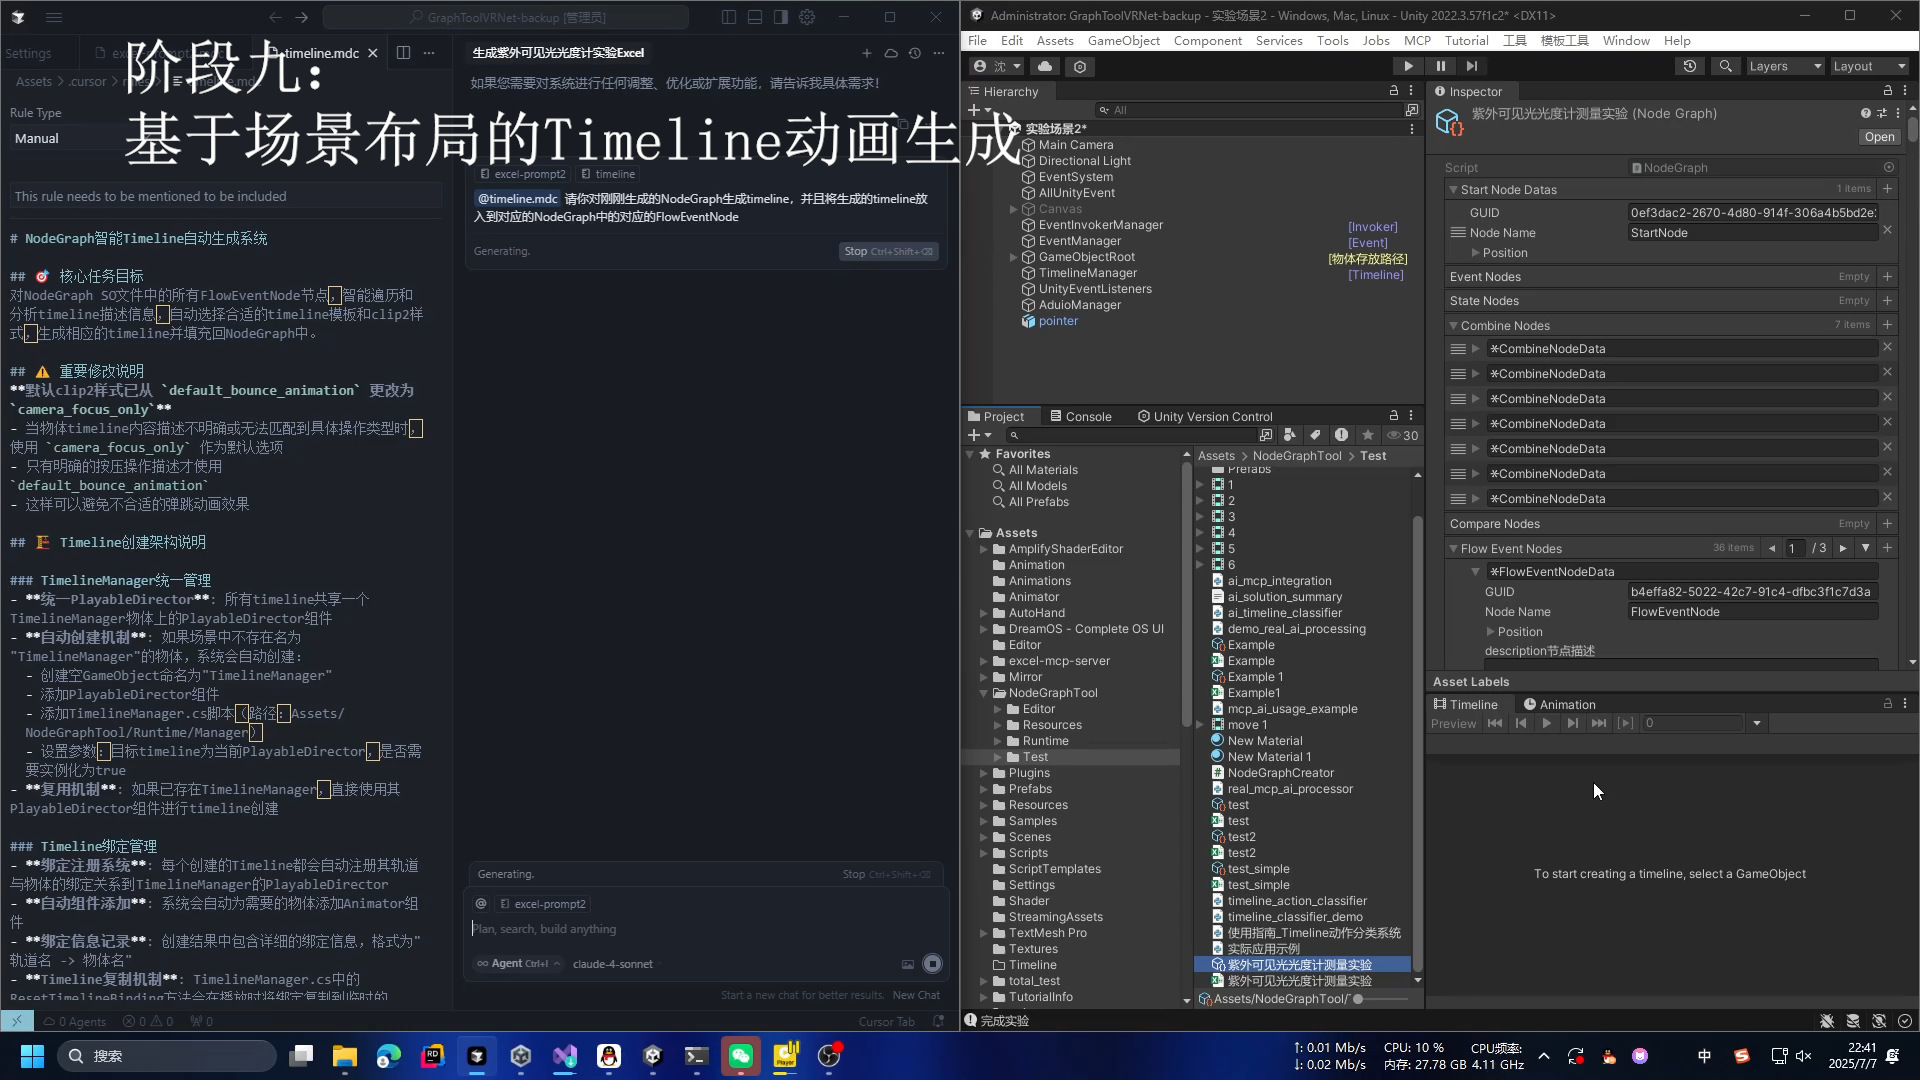 GraphToolVRNet-backup [管理员]
Settings
timeline.mdc
阶段九：
基于场景布局的Timeline动画生成
Assets > .cursor >
Rule Type
Manual
This rule needs to be mentioned to be included
# NodeGraph智能Timeline自动生成系统
## 🎯 核心任务目标
对NodeGraph SO文件中的所有FlowEventNode节点，智能遍历和
分析timeline描述信息，自动选择合适的timeline模板和clip2样
式，生成相应的timeline并填充回NodeGraph中。
## ⚠️ 重要修改说明
**默认clip2样式已从 `default_bounce_animation` 更改为
`camera_focus_only`**
- 当物体timeline内容描述不明确或无法匹配到具体操作类型时，
使用 `camera_focus_only` 作为默认选项
- 只有明确的按压操作描述才使用
`default_bounce_animation`
- 这样可以避免不合适的弹跳动画效果
## 🏗️ Timeline创建架构说明
### TimelineManager统一管理
- **统一PlayableDirector**: 所有timeline共享一个
TimelineManager物体上的PlayableDirector组件
- **自动创建机制**: 如果场景中不存在名为
"TimelineManager"的物体，系统会自动创建：
- 创建空GameObject命名为"TimelineManager"
- 添加PlayableDirector组件
- 添加TimelineManager.cs脚本（路径：Assets/
NodeGraphTool/Runtime/Manager）
- 设置参数：目标timeline为当前PlayableDirector，是否需
要实例化为true
- **复用机制**: 如果已存在TimelineManager，直接使用其
PlayableDirector组件进行timeline创建
### Timeline绑定管理
- **绑定注册系统**: 每个创建的Timeline都会自动注册其轨道
与物体的绑定关系到TimelineManager的PlayableDirector
- **自动组件添加**: 系统会自动为需要的物体添加Animator组
件
- **绑定信息记录**: 创建结果中包含详细的绑定信息，格式为"
轨道名 -> 物体名"
- **Timeline复制机制**: TimelineManager.cs中的
ResetTimelineBinding方法会在播放时将绑定复制到临时的
0 Agents
0
0
0
Cursor Tab
生成紫外可见光光度计实验Excel
如果您需要对系统进行任何调整、优化或扩展功能，请告诉我具体需求！
excel-prompt2
timeline
@timeline.mdc 请你对刚刚生成的NodeGraph生成timeline，并且将生成的timeline放
入到对应的NodeGraph中的对应的FlowEventNode
Generating.
Stop Ctrl+Shift+⌫
Generating.
Stop Ctrl+Shift+⌫
@
excel-prompt2
Plan, search, build anything
∞ Agent Ctrl+I
claude-4-sonnet
Start a new chat for better results.
New Chat
Administrator: GraphToolVRNet-backup - 实验场景2 - Windows, Mac, Linux - Unity 2022.3.57f1c2* <DX11>
File Edit Assets GameObject Component Services Tools Jobs MCP Tutorial 工具 模板工具 Window Help
沈
Layers
Layout
Hierarchy
All
实验场景2*
Main Camera
Directional Light
EventSystem
AllUnityEvent
Canvas
EventInvokerManager [Invoker]
EventManager [Event]
GameObjectRoot [物体存放路径]
TimelineManager [Timeline]
UnityEventListeners
AduioManager
pointer
Project
Console
Unity Version Control
30
Favorites
All Materials
All Models
All Prefabs
Assets
AmplifyShaderEditor
Animation
Animations
Animator
AutoHand
DreamOS - Complete OS UI
Editor
excel-mcp-server
Mirror
NodeGraphTool
Editor
Resources
Runtime
Test
Plugins
Prefabs
Resources
Samples
Scenes
Scripts
ScriptTemplates
Settings
Shader
StreamingAssets
TextMesh Pro
Textures
Timeline
total_test
TutorialInfo
Assets > NodeGraphTool > Test
Prefabs
1
2
3
4
5
6
ai_mcp_integration
ai_solution_summary
ai_timeline_classifier
demo_real_ai_processing
Example
Example
Example 1
Example1
mcp_ai_usage_example
move 1
New Material
New Material 1
NodeGraphCreator
real_mcp_ai_processor
test
test
test2
test2
test_simple
test_simple
timeline_action_classifier
timeline_classifier_demo
使用指南_Timeline动作分类系统
实际应用示例
紫外可见光光度计测量实验
紫外可见光光度计测量实验
Assets/NodeGraphTool/
完成实验
Inspector
紫外可见光光度计测量实验 (Node Graph)
Open
Script
NodeGraph
Start Node Datas
1 items
GUID
0ef3dac2-2670-4d80-914f-306a4b5bd2e
Node Name
StartNode
Position
Event Nodes
Empty
State Nodes
Empty
Combine Nodes
7 items
*CombineNodeData
*CombineNodeData
*CombineNodeData
*CombineNodeData
*CombineNodeData
*CombineNodeData
*CombineNodeData
Compare Nodes
Empty
Flow Event Nodes
36 items
1
/ 3
*FlowEventNodeData
GUID
b4effa82-5022-42c7-91c4-dfbc3f1c7d3a
Node Name
FlowEventNode
Position
description节点描述
Asset Labels
Timeline
Animation
Preview
0
To start creating a timeline, select a GameObject
搜索
↑: 0.01 Mb/s
↓: 0.02 Mb/s
CPU: 10 %
内存: 27.78 GB
CPU频率:
4.11 GHz
中
22:41
2025/7/7